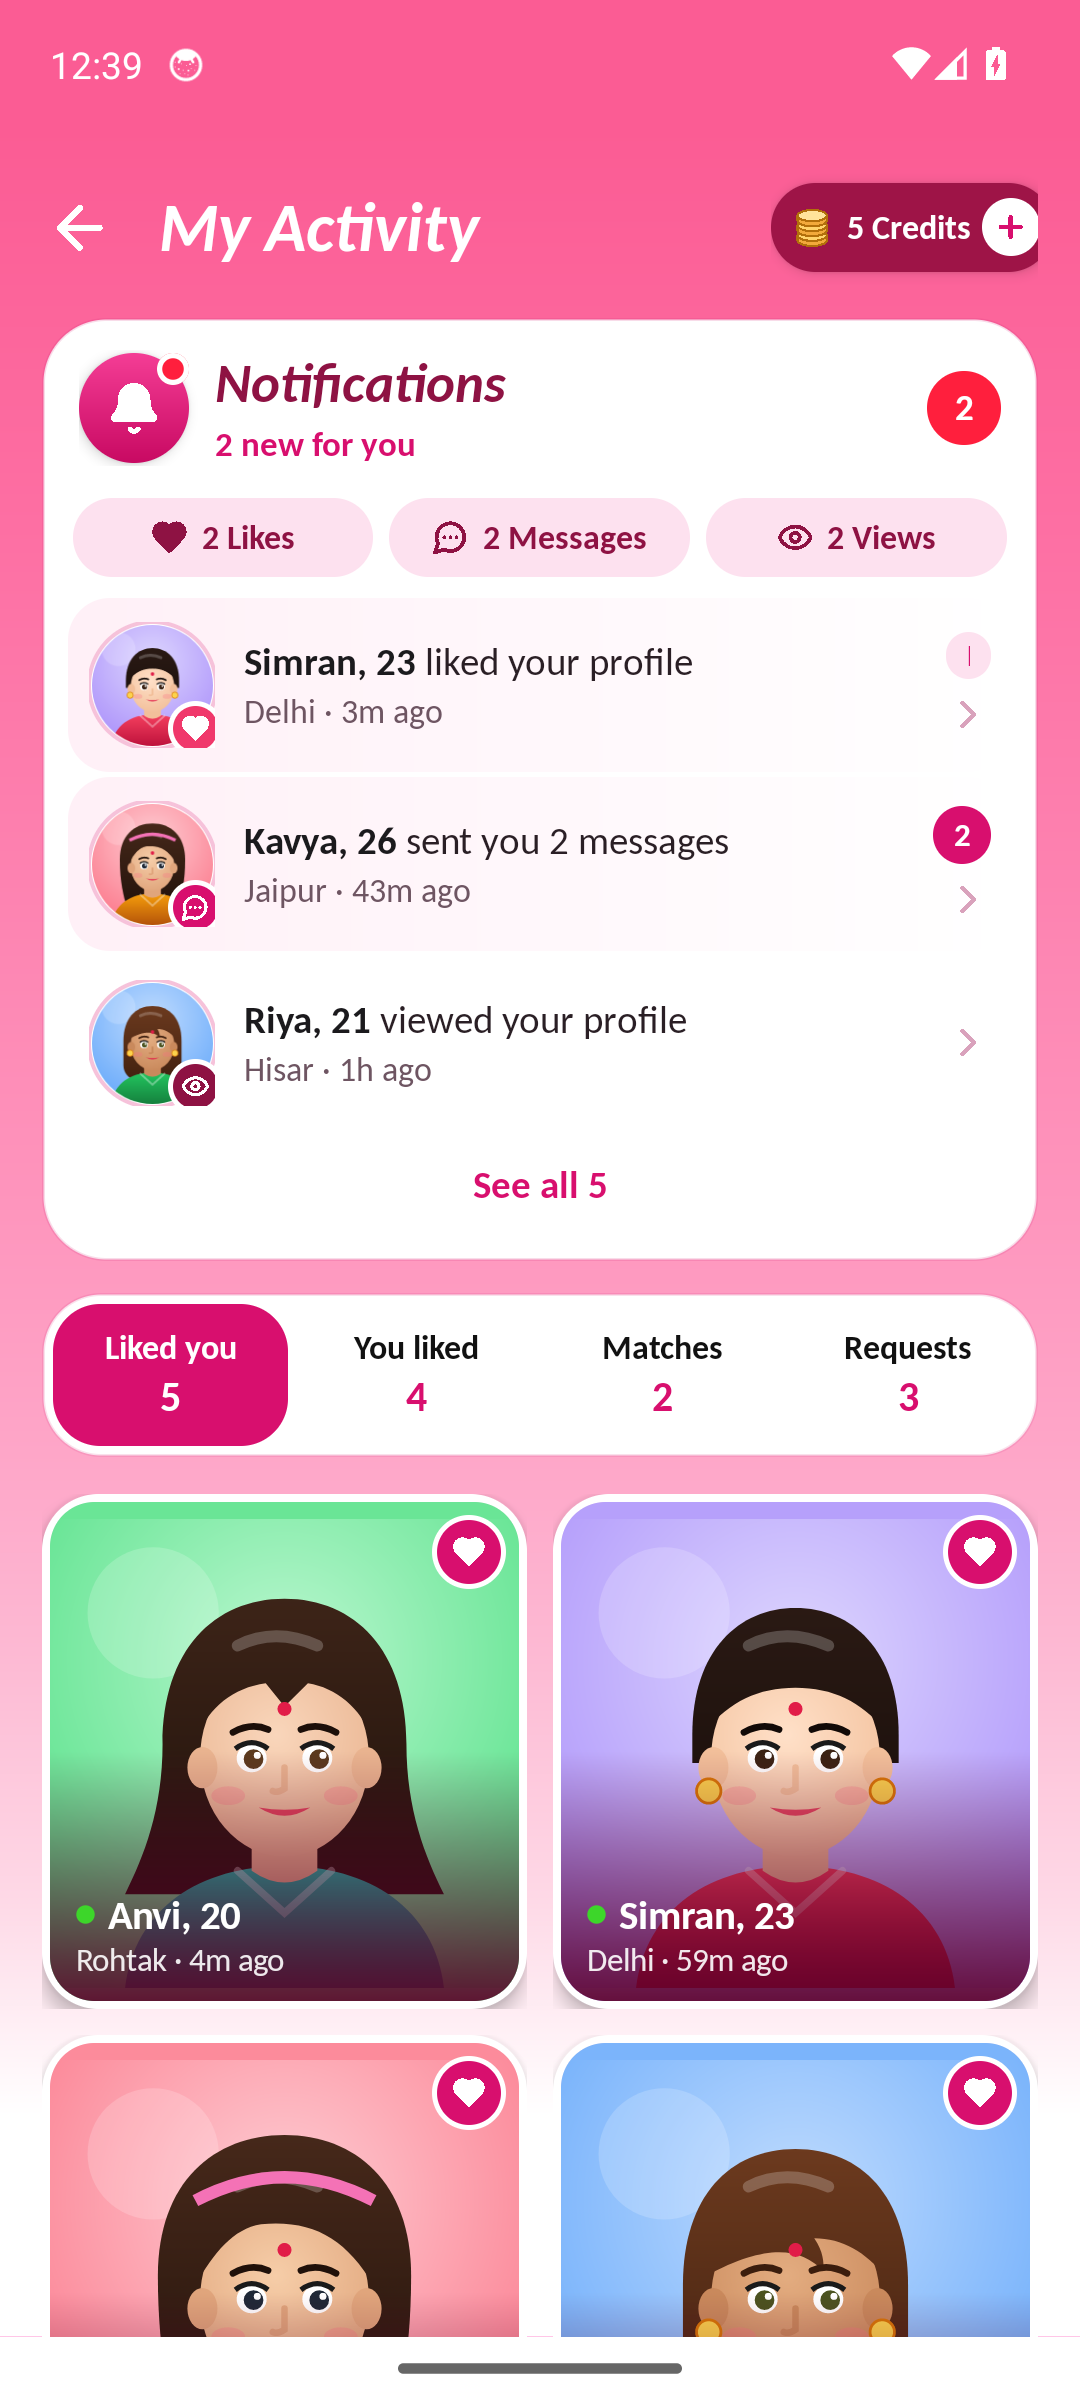 12:39
My Activity
5 Credits
Notifications
2 new for you
2
2 Likes
2 Messages
2 Views
Simran, 23 liked your profile
Delhi · 3m ago
Kavya, 26 sent you 2 messages
Jaipur · 43m ago
2
Riya, 21 viewed your profile
Hisar · 1h ago
See all 5
Liked you
5
You liked
4
Matches
2
Requests
3
Anvi, 20
Rohtak · 4m ago
Simran, 23
Delhi · 59m ago